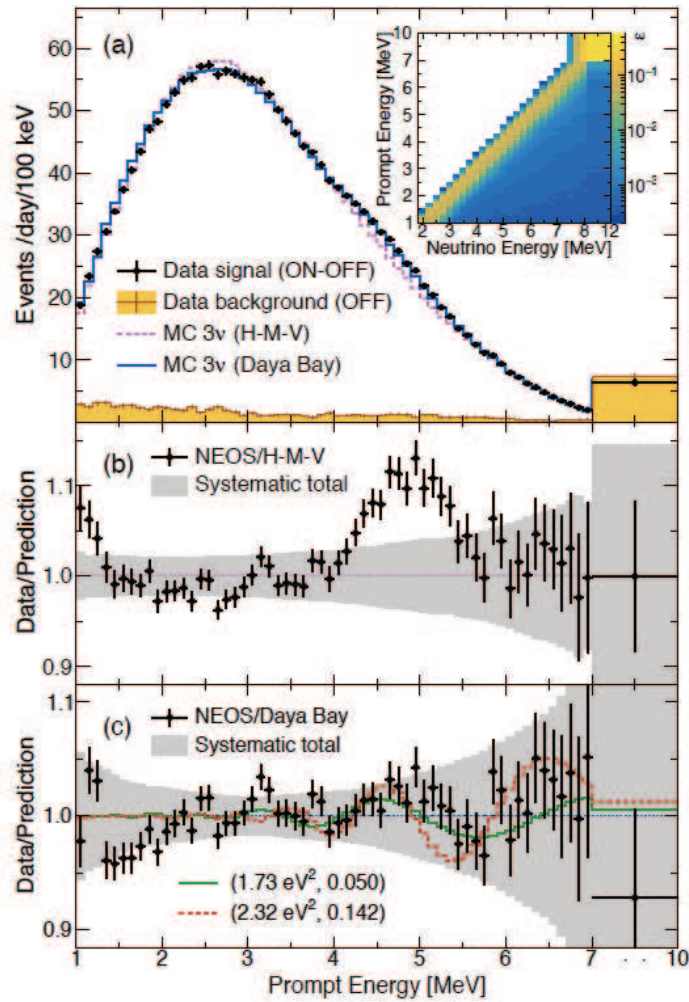 (a)
Events /day/100 keV
60
50
40
30
20
10
Data signal (ON-OFF)
Data background (OFF)
MC 3ν (H-M-V)
MC 3ν (Daya Bay)
Prompt Energy [MeV]
10
7
6
5
4
3
2
1
2 3 4 5 6 7 8 12
Neutrino Energy [MeV]
ε
10⁻¹
10⁻²
10⁻³
(b)
Data/Prediction
1.1
1.0
0.9
NEOS/H-M-V
Systematic total
(c)
Data/Prediction
1.1
1.0
0.9
NEOS/Daya Bay
Systematic total
(1.73 eV², 0.050)
(2.32 eV², 0.142)
1 2 3 4 5 6 7 10
Prompt Energy [MeV]